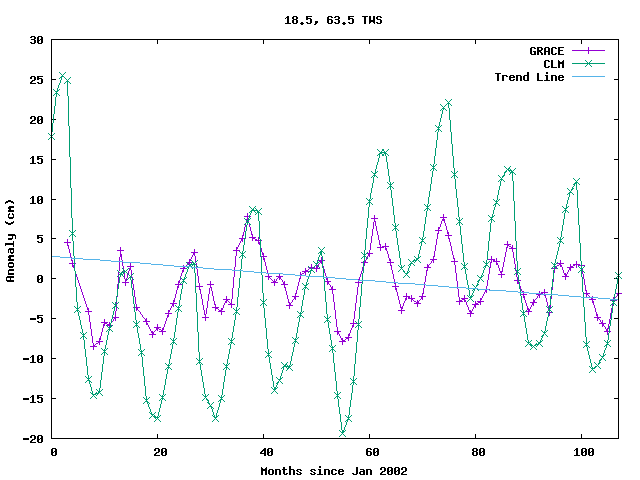 18.5, 63.5 TWS
GRACE
CLM
Trend Line
Anomaly (cm)
30
25
20
15
10
5
0
-5
-10
-15
-20
0 20 40 60 80 100
Months since Jan 2002